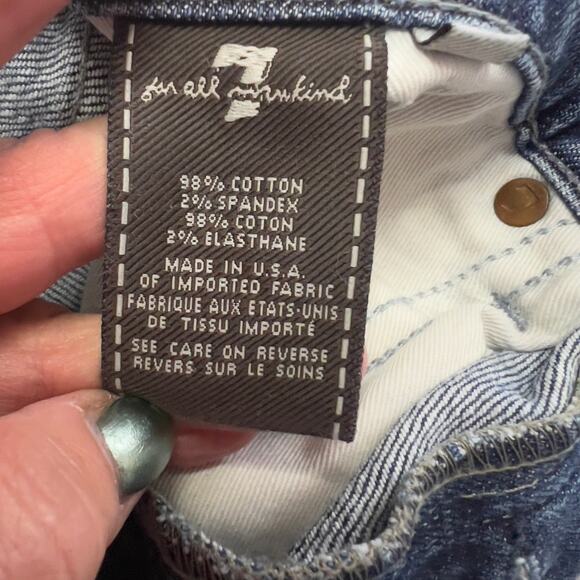 7
for all mankind
98% COTTON
2% SPANDEX
98% COTON
2% ELASTHANE
MADE IN U.S.A.
OF IMPORTED FABRIC
FABRIQUE AUX ETATS-UNIS
DE TISSU IMPORTÉ
SEE CARE ON REVERSE
REVERS SUR LE SOINS